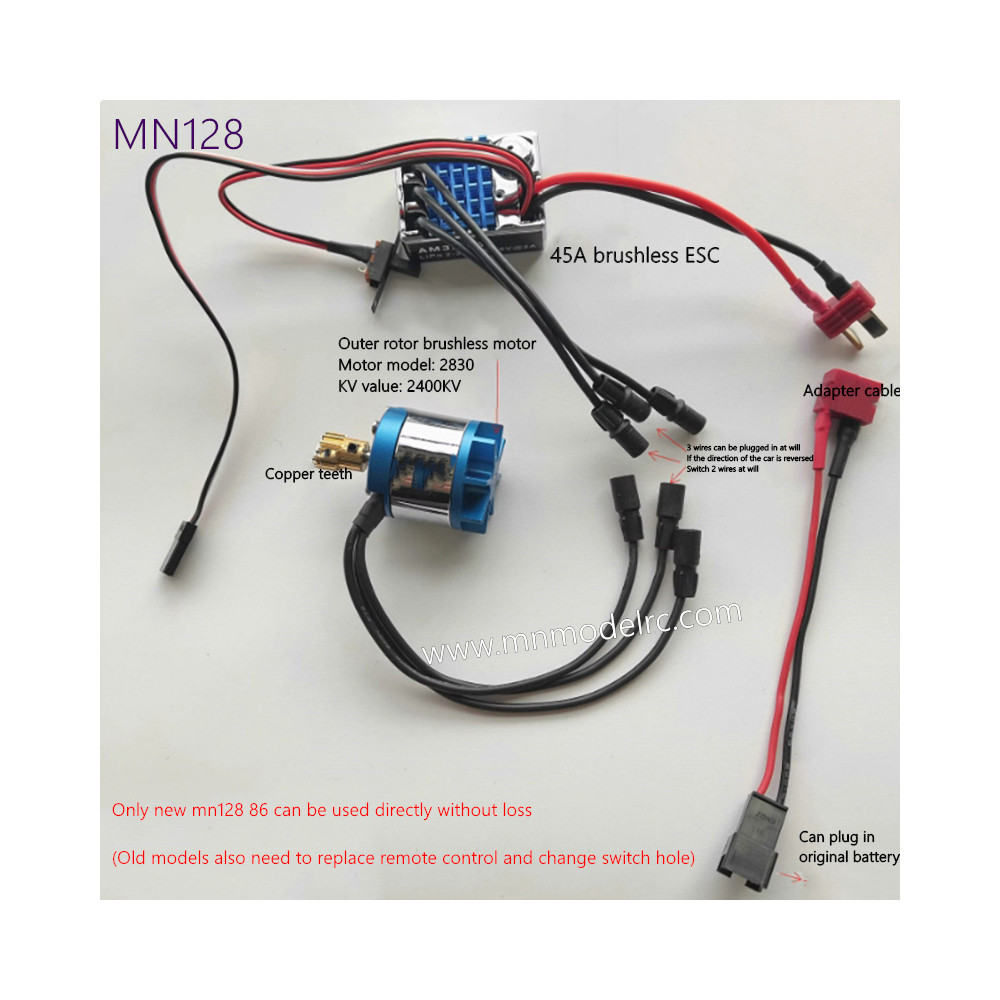 MN128
AM3
45A brushless ESC
Outer rotor brushless motor
Motor model: 2830
KV value: 2400KV
Adapter cable
3 wires can be plugged in at will
If the direction of the car is reversed
Switch 2 wires at will
Copper teeth
www.mnmodelrc.com
Only new mn128 86 can be used directly without loss
Can plug in
original battery
(Old models also need to replace remote control and change switch hole)